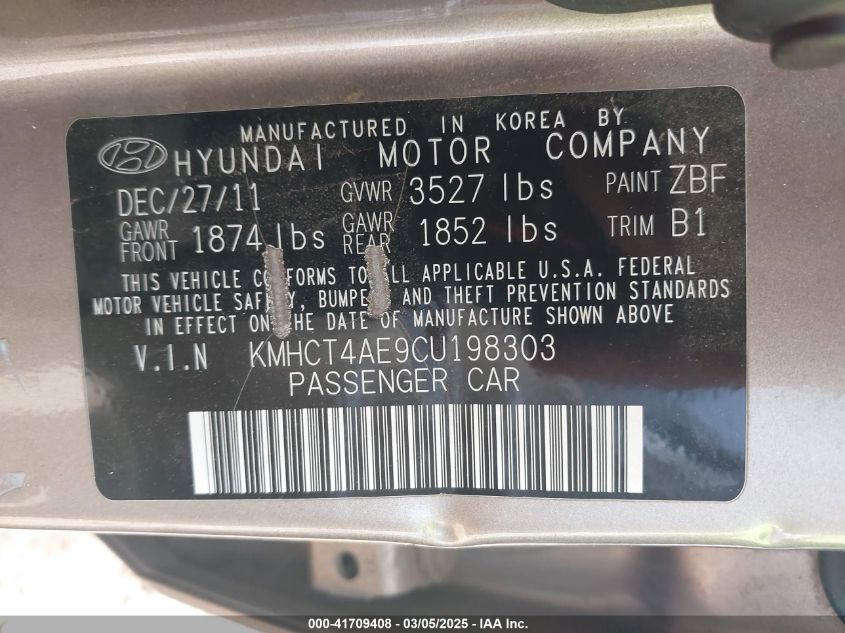 MANUFACTURED IN KOREA BY
HYUNDAI MOTOR COMPANY
DEC/27/11 GVWR 3527 lbs PAINT ZBF
GAWR FRONT 1874 lbs GAWR REAR 1852 lbs TRIM B1
THIS VEHICLE CONFORMS TO ALL APPLICABLE U.S.A. FEDERAL
MOTOR VEHICLE SAFETY, BUMPER AND THEFT PREVENTION STANDARDS
IN EFFECT ON THE DATE OF MANUFACTURE SHOWN ABOVE
V.I.N KMHCT4AE9CU198303
PASSENGER CAR
000-41709408 - 03/05/2025 - IAA Inc.